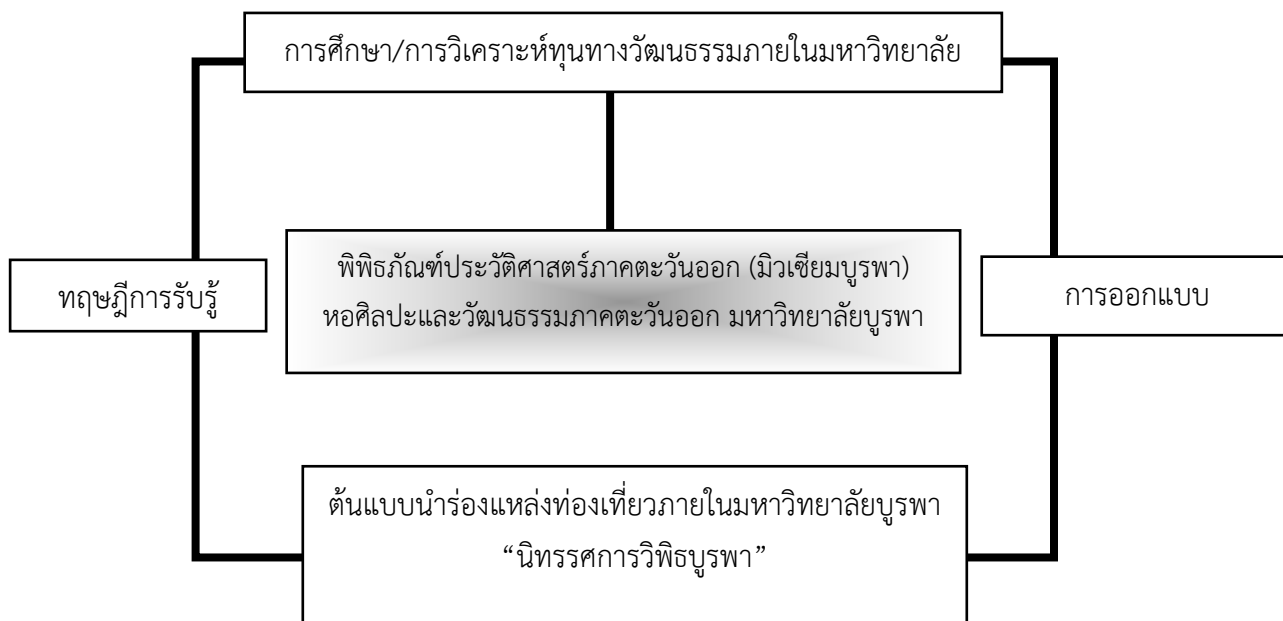 การศึกษา/การวิเคราะห์ทุนทางวัฒนธรรมภายในมหาวิทยาลัย
พิพิธภัณฑ์ประวัติศาสตร์ภาคตะวันออก (มิวเซียมบูรพา)
หอศิลปะและวัฒนธรรมภาคตะวันออก มหาวิทยาลัยบูรพา
ทฤษฎีการรับรู้
การออกแบบ
ต้นแบบนำร่องแหล่งท่องเที่ยวภายในมหาวิทยาลัยบูรพา
“นิทรรศการวิพิธบูรพา”